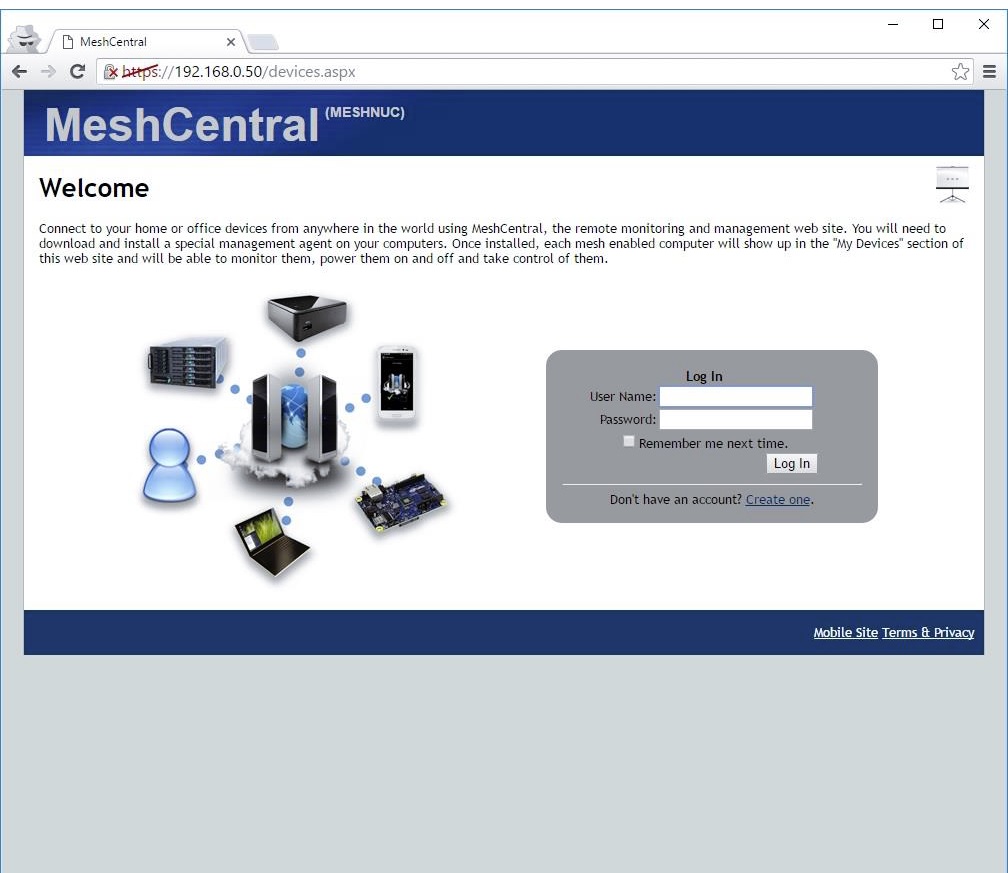 MeshCentral
https://192.168.0.50/devices.aspx
MeshCentral (MESHNUC)
Welcome
Connect to your home or office devices from anywhere in the world using MeshCentral, the remote monitoring and management web site. You will need to
download and install a special management agent on your computers. Once installed, each mesh enabled computer will show up in the "My Devices" section of
this web site and will be able to monitor them, power them on and off and take control of them.
Log In
User Name:
Password:
Remember me next time.
Log In
Don't have an account? Create one.
Mobile Site Terms & Privacy